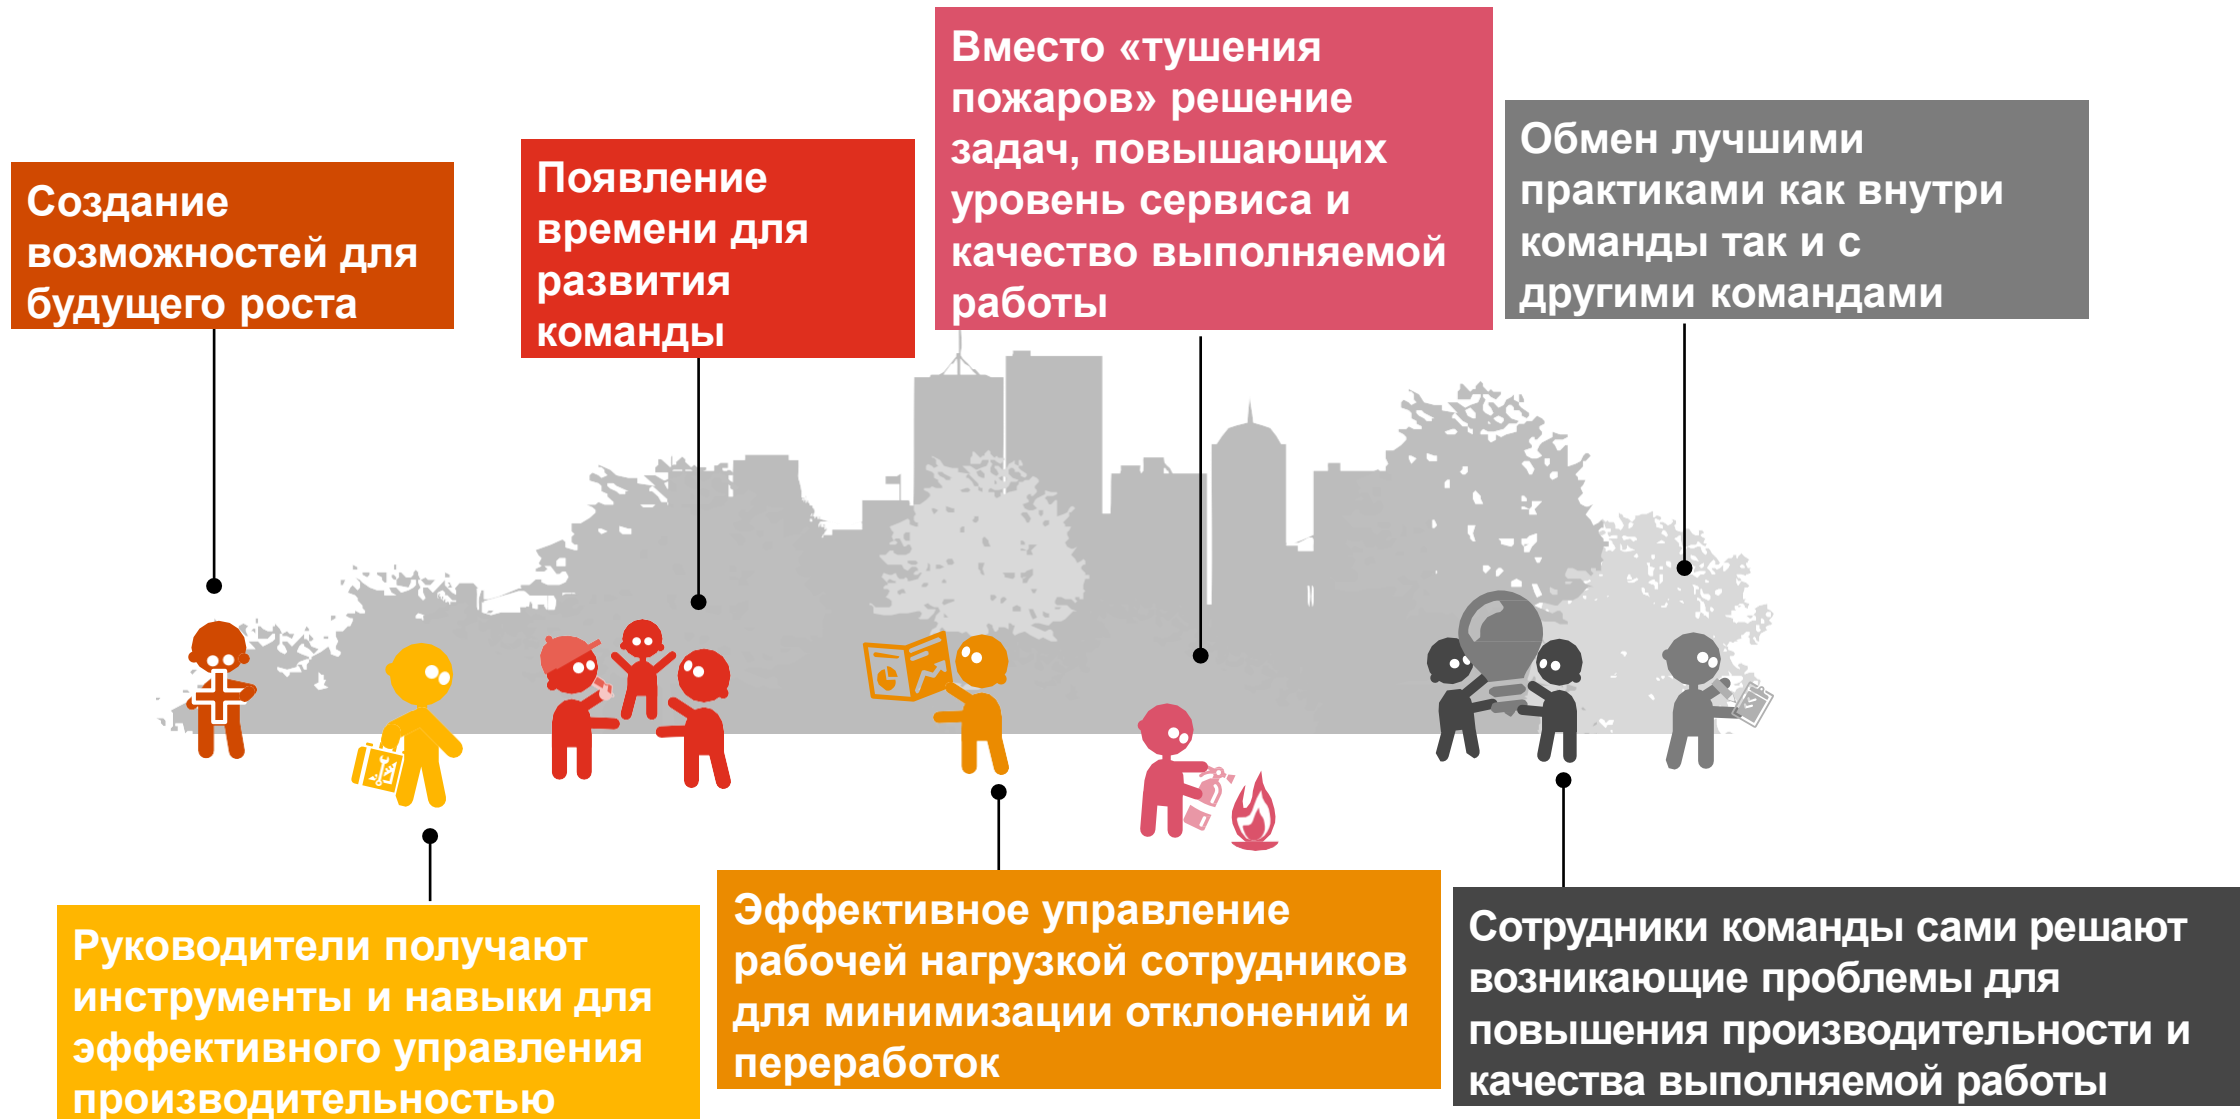 Создание
возможностей для
будущего роста
Появление
времени для
развития
команды
Вместо «тушения
пожаров» решение
задач, повышающих
уровень сервиса и
качество выполняемой
работы
Обмен лучшими
практиками как внутри
команды так и с
другими командами
Руководители получают
инструменты и навыки для
эффективного управления
производительностью
Эффективное управление
рабочей нагрузкой сотрудников
для минимизации отклонений и
переработок
Сотрудники команды сами решают
возникающие проблемы для
повышения производительности и
качества выполняемой работы